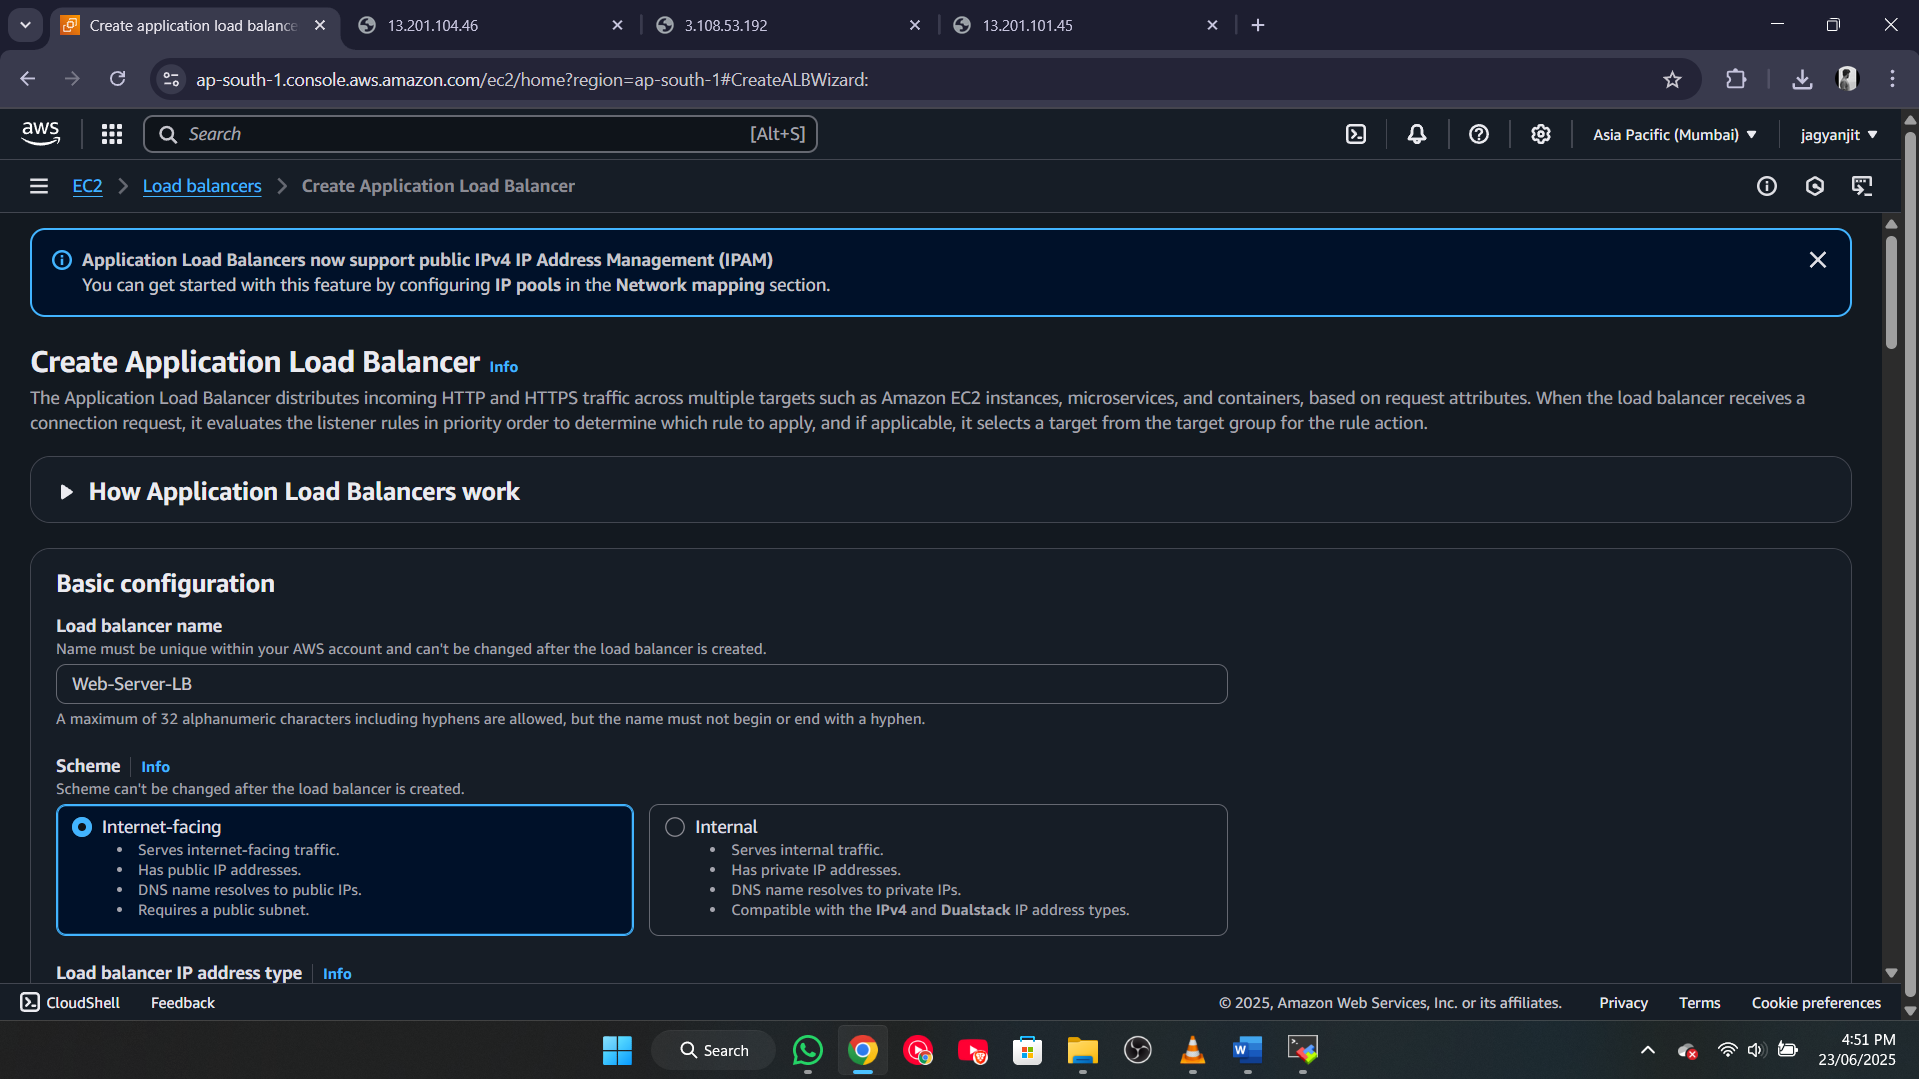 Create application load balance
13.201.104.46
3.108.53.192
13.201.101.45
ap-south-1.console.aws.amazon.com/ec2/home?region=ap-south-1#CreateALBWizard:
aws
Search
[Alt+S]
Asia Pacific (Mumbai)
jagyanjit
EC2
Load balancers
Create Application Load Balancer
Application Load Balancers now support public IPv4 IP Address Management (IPAM)
You can get started with this feature by configuring IP pools in the Network mapping section.
Create Application Load Balancer Info
The Application Load Balancer distributes incoming HTTP and HTTPS traffic across multiple targets such as Amazon EC2 instances, microservices, and containers, based on request attributes. When the load balancer receives a
connection request, it evaluates the listener rules in priority order to determine which rule to apply, and if applicable, it selects a target from the target group for the rule action.
How Application Load Balancers work
Basic configuration
Load balancer name
Name must be unique within your AWS account and can't be changed after the load balancer is created.
Web-Server-LB
A maximum of 32 alphanumeric characters including hyphens are allowed, but the name must not begin or end with a hyphen.
Scheme Info
Scheme can't be changed after the load balancer is created.
Internet-facing
• Serves internet-facing traffic.
• Has public IP addresses.
• DNS name resolves to public IPs.
• Requires a public subnet.
Internal
• Serves internal traffic.
• Has private IP addresses.
• DNS name resolves to private IPs.
• Compatible with the IPv4 and Dualstack IP address types.
Load balancer IP address type Info
CloudShell
Feedback
© 2025, Amazon Web Services, Inc. or its affiliates.
Privacy
Terms
Cookie preferences
Search
W
4:51 PM
23/06/2025